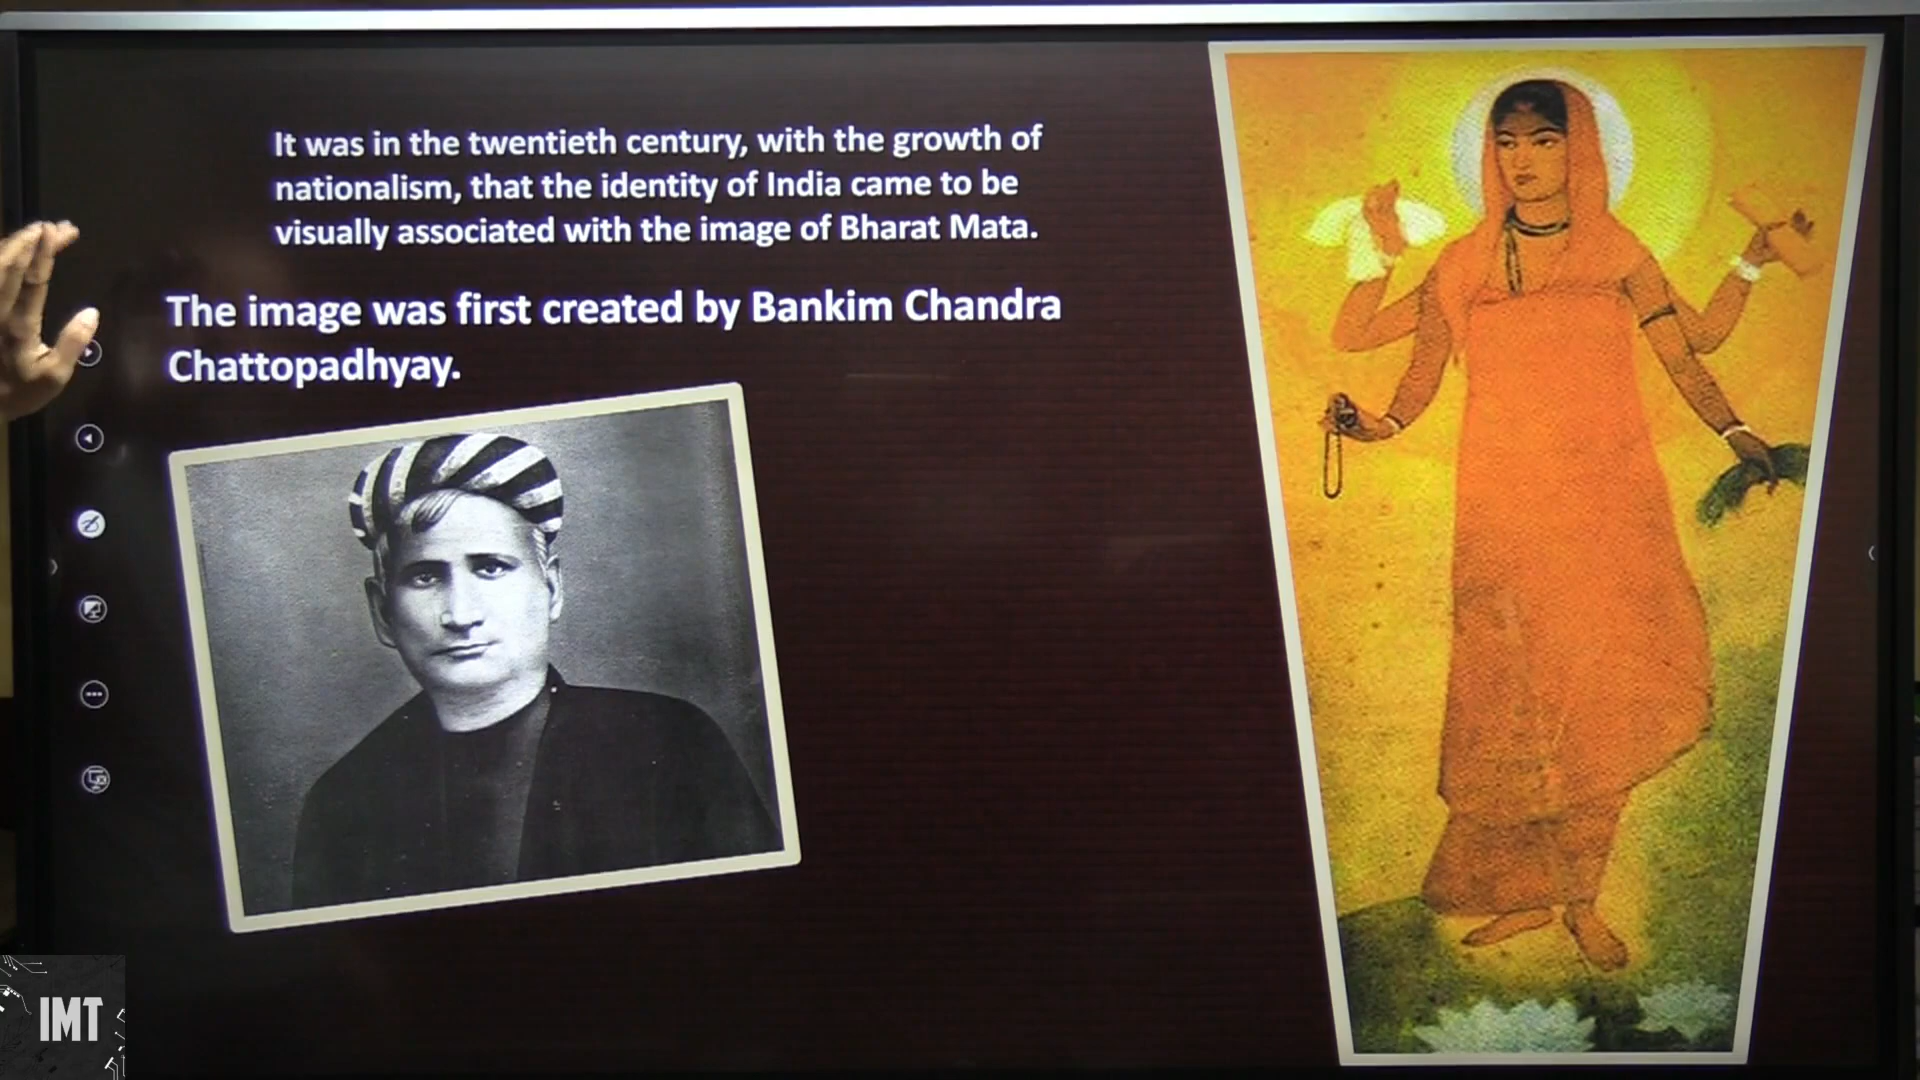 It was in the twentieth century, with the growth of
nationalism, that the identity of India came to be
visually associated with the image of Bharat Mata.
The image was first created by Bankim Chandra
Chattopadhyay.
IMT